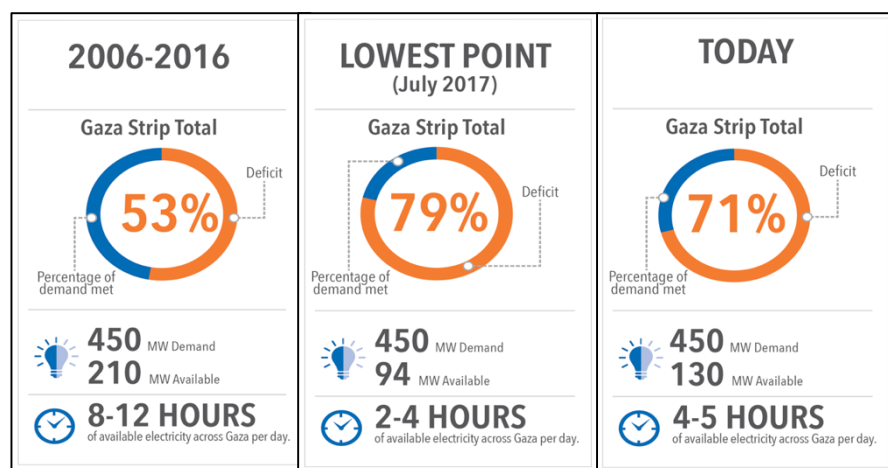 2006-2016
Gaza Strip Total
Deficit
53%
Percentage of
demand met
450 MW Demand
210 MW Available
8-12 HOURS
of available electricity across Gaza per day.
LOWEST POINT
(July 2017)
Gaza Strip Total
79%
Deficit
Percentage of
demand met
450 MW Demand
94 MW Available
2-4 HOURS
of available electricity across Gaza per day.
TODAY
Gaza Strip Total
Deficit
71%
Percentage of
demand met
450 MW Demand
130 MW Available
4-5 HOURS
of available electricity across Gaza per day.